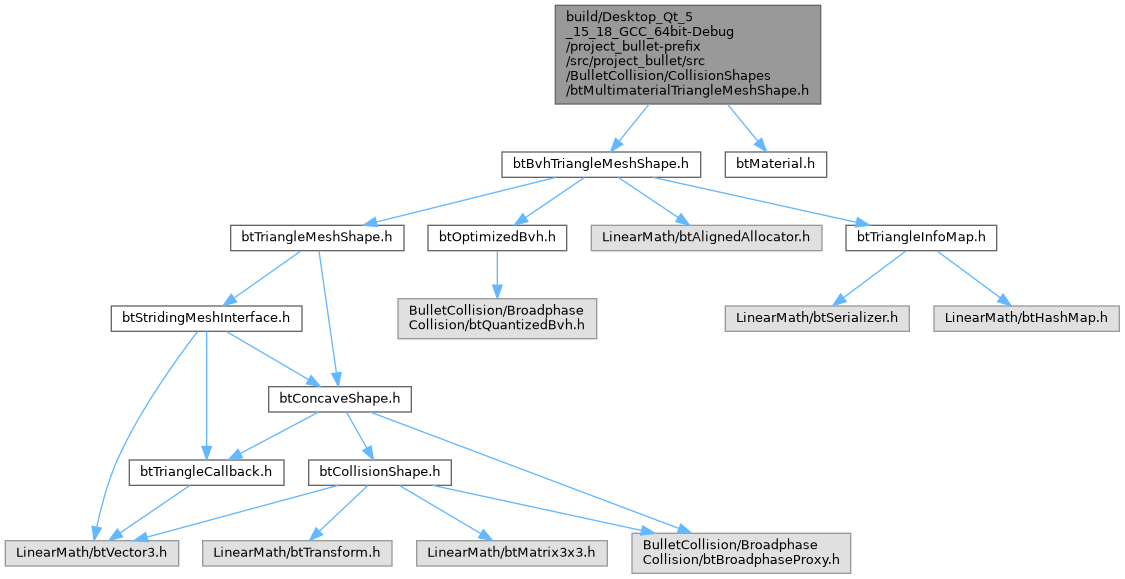 build/Desktop_Qt_5
_15_18_GCC_64bit-Debug
/project_bullet-prefix
/src/project_bullet/src
/BulletCollision/CollisionShapes
/btMultimaterialTriangleMeshShape.h
btBvhTriangleMeshShape.h
btMaterial.h
btTriangleMeshShape.h
btOptimizedBvh.h
LinearMath/btAlignedAllocator.h
btTriangleInfoMap.h
btStridingMeshInterface.h
BulletCollision/Broadphase
Collision/btQuantizedBvh.h
LinearMath/btSerializer.h
LinearMath/btHashMap.h
btConcaveShape.h
btTriangleCallback.h
btCollisionShape.h
LinearMath/btVector3.h
LinearMath/btTransform.h
LinearMath/btMatrix3x3.h
BulletCollision/Broadphase
Collision/btBroadphaseProxy.h